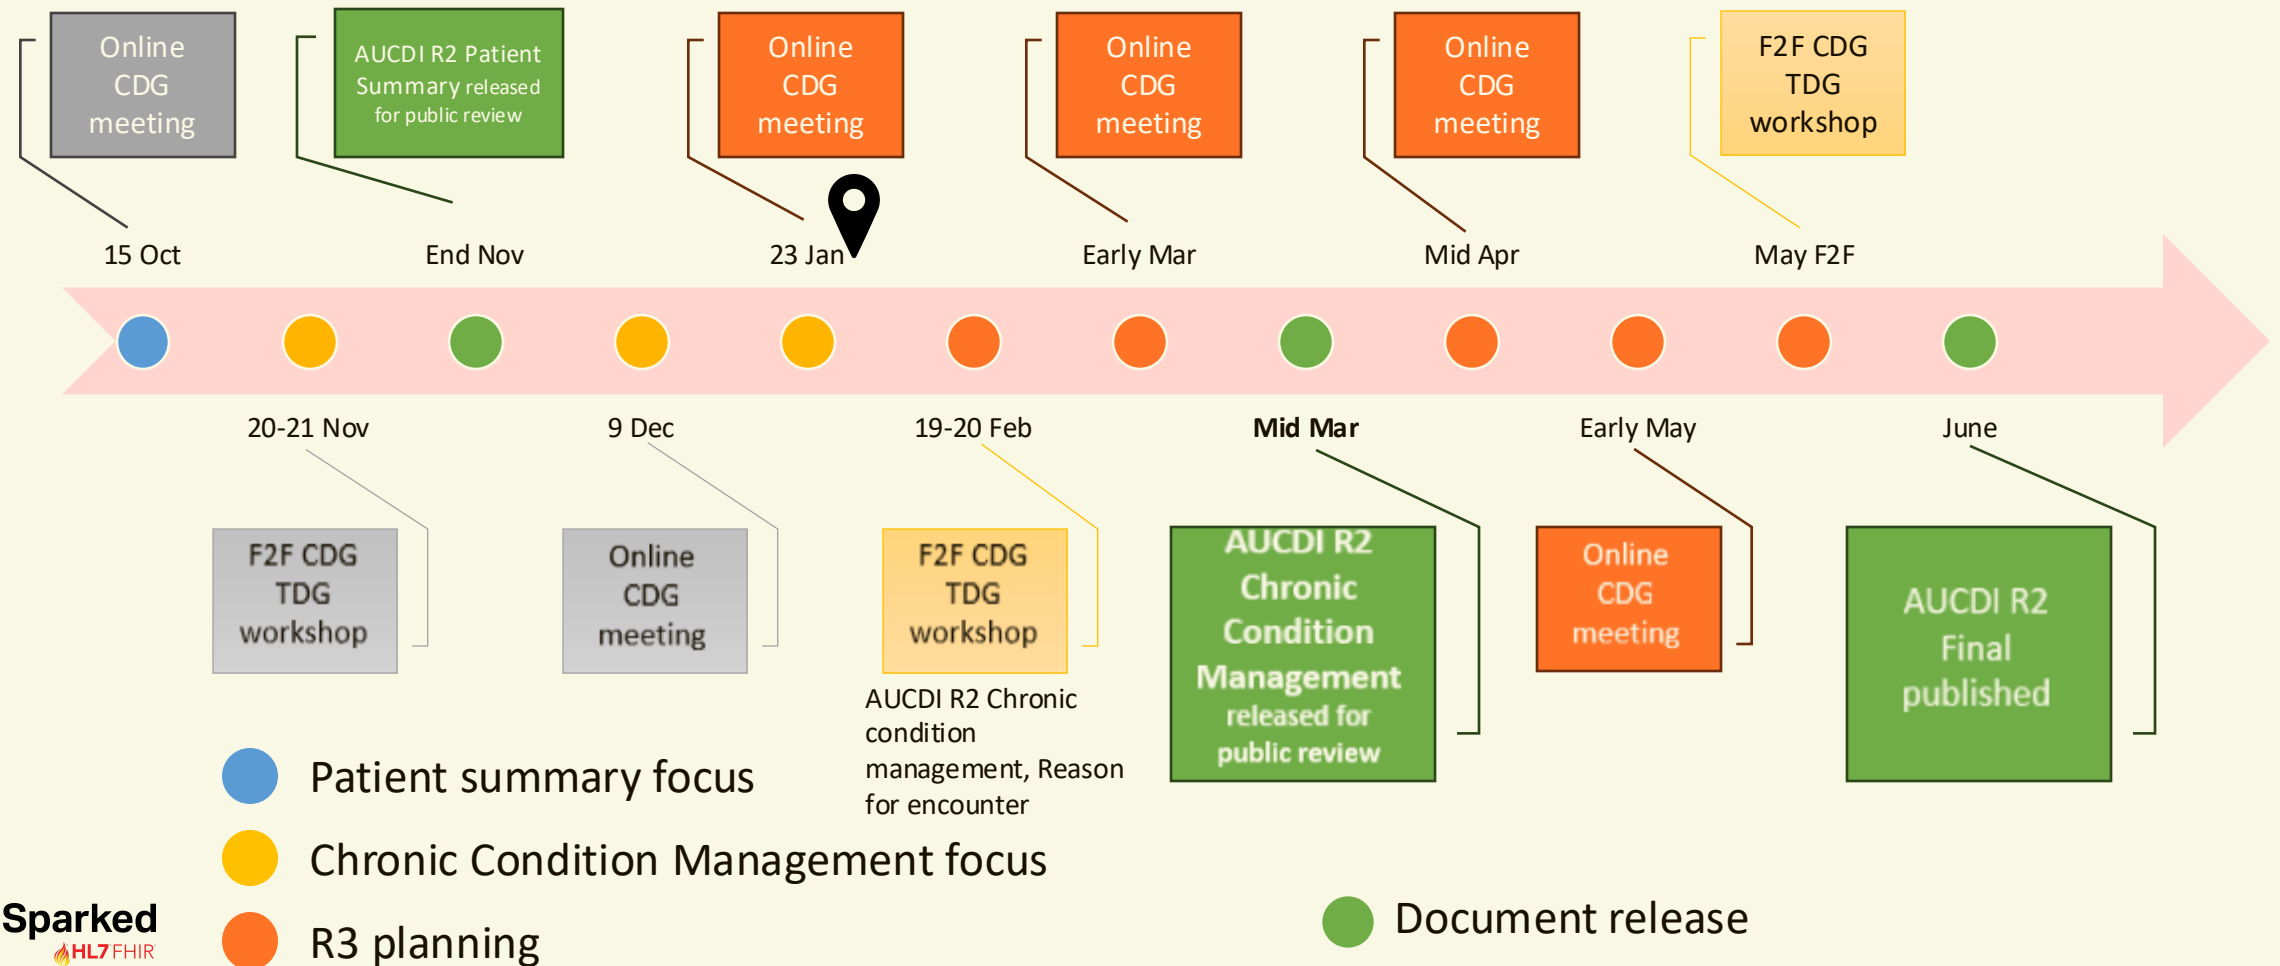 Online
CDG
meeting
AUCDI R2 Patient
Summary released
for public review
Online
CDG
meeting
Online
CDG
meeting
Online
CDG
meeting
F2F CDG
TDG
workshop
15 Oct
End Nov
23 Jan
Early Mar
Mid Apr
May F2F
20-21 Nov
9 Dec
19-20 Feb
Mid Mar
Early May
June
F2F CDG
TDG
workshop
Online
CDG
meeting
F2F CDG
TDG
workshop
AUCDI R2 Chronic
condition
management, Reason
for encounter
AUCDI R2
Chronic
Condition
Management
released for
public review
Online
CDG
meeting
AUCDI R2
Final
published
Patient summary focus
Chronic Condition Management focus
R3 planning
Document release
Sparked
HL7 FHIR